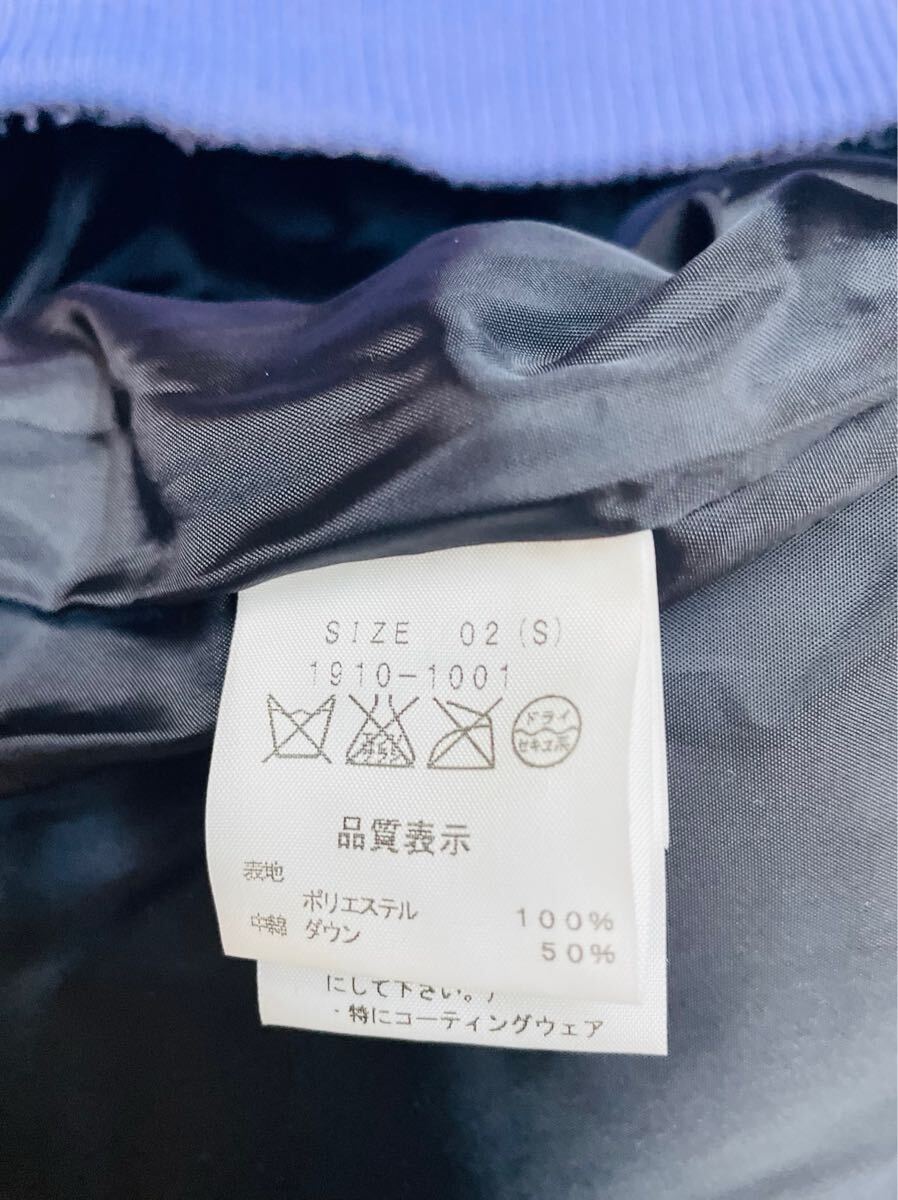 SIZE 02(S)
1910-1001
ドライ
セキユ系
品質表示
表地
ポリエステル 100%
中綿 ダウン 50%
にして下さい。)
・特にコーティングウェア